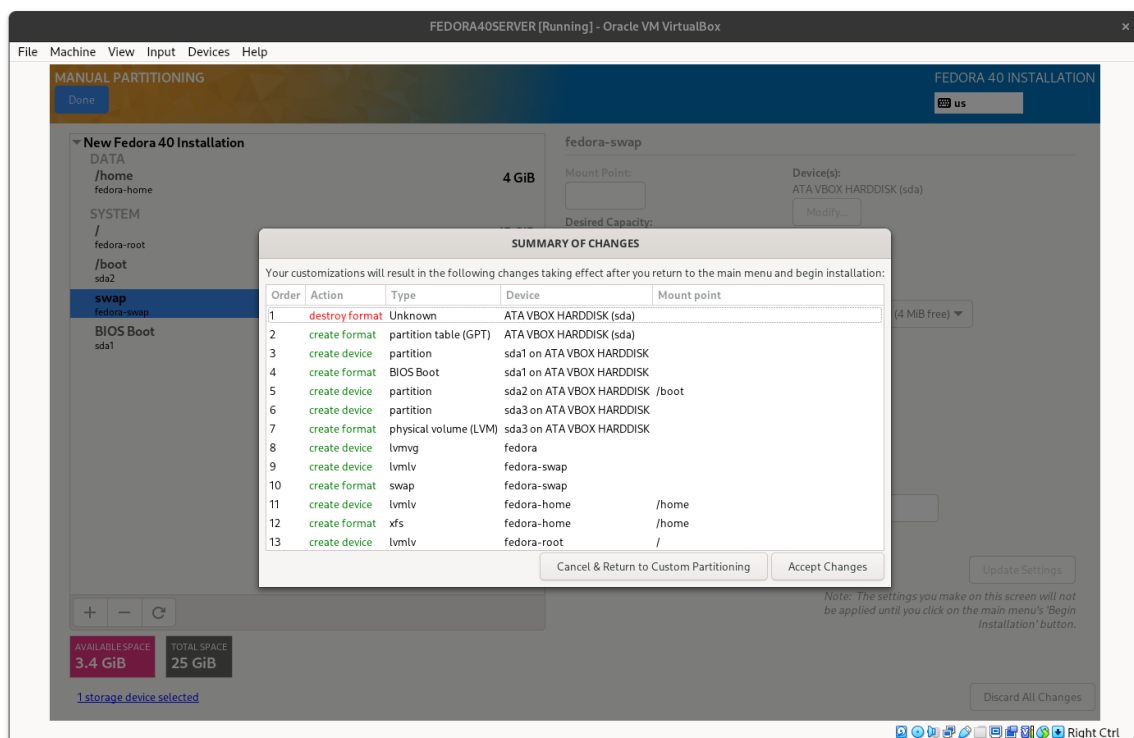 FEDORA40SERVER [Running] - Oracle VM VirtualBox
×
File Machine View Input Devices Help
MANUAL PARTITIONING
FEDORA 40 INSTALLATION
Done
us
New Fedora 40 Installation
DATA
/home
4 GiB
fedora-home
SYSTEM
/
fedora-root
/boot
sda2
swap
fedora-swap
BIOS Boot
sda1
fedora-swap
Mount Point:
Device(s):
ATA VBOX HARDDISK (sda)
Modify...
Desired Capacity:
(4 MiB free)
SUMMARY OF CHANGES
Your customizations will result in the following changes taking effect after you return to the main menu and begin installation:
Order Action Type Device Mount point
1 destroy format Unknown ATA VBOX HARDDISK (sda)
2 create format partition table (GPT) ATA VBOX HARDDISK (sda)
3 create device partition sda1 on ATA VBOX HARDDISK
4 create format BIOS Boot sda1 on ATA VBOX HARDDISK
5 create device partition sda2 on ATA VBOX HARDDISK /boot
6 create device partition sda3 on ATA VBOX HARDDISK
7 create format physical volume (LVM) sda3 on ATA VBOX HARDDISK
8 create device lvmvg fedora
9 create device lvmlv fedora-swap
10 create format swap fedora-swap
11 create device lvmlv fedora-home /home
12 create format xfs fedora-home /home
13 create device lvmlv fedora-root /
Cancel & Return to Custom Partitioning
Accept Changes
Update Settings
Note: The settings you make on this screen will not
be applied until you click on the main menu's 'Begin
Installation' button.
+ −
AVAILABLE SPACE
3.4 GiB
TOTAL SPACE
25 GiB
1 storage device selected
Discard All Changes
Right Ctrl